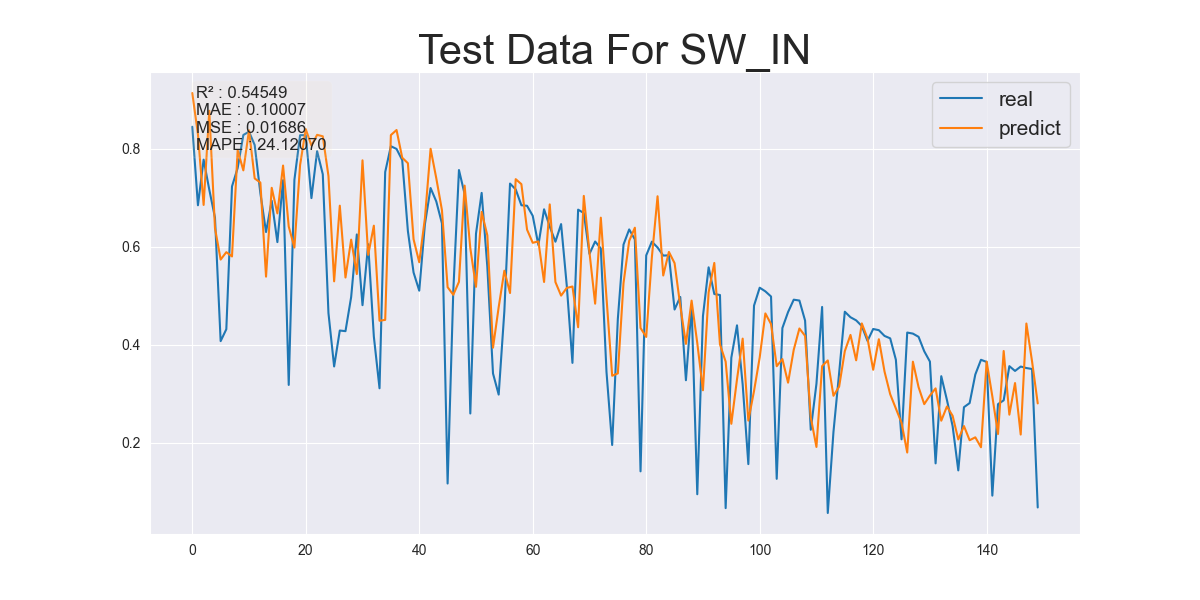 Test Data For SW_IN
R² : 0.54549
MAE : 0.10007
MSE : 0.01686
MAPE : 24.12070
real
predict
0.8
0.6
0.4
0.2
0 20 40 60 80 100 120 140